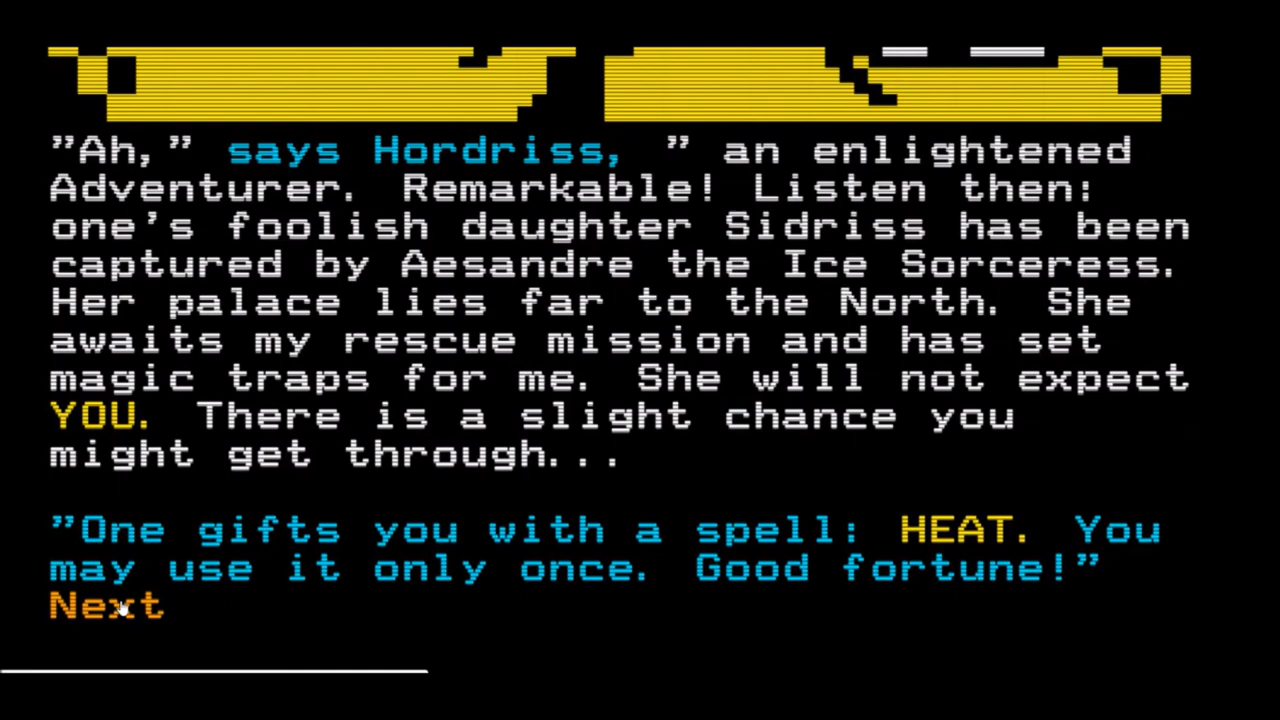 ”Ah,” says Hordriss, ” an enlightened
Adventurer. Remarkable! Listen then:
one's foolish daughter Sidriss has been
captured by Aesandre the Ice Sorceress.
Her palace lies far to the North. She
awaits my rescue mission and has set
magic traps for me. She will not expect
YOU. There is a slight chance you
might get through...
”One gifts you with a spell: HEAT. You
may use it only once. Good fortune!”
Next